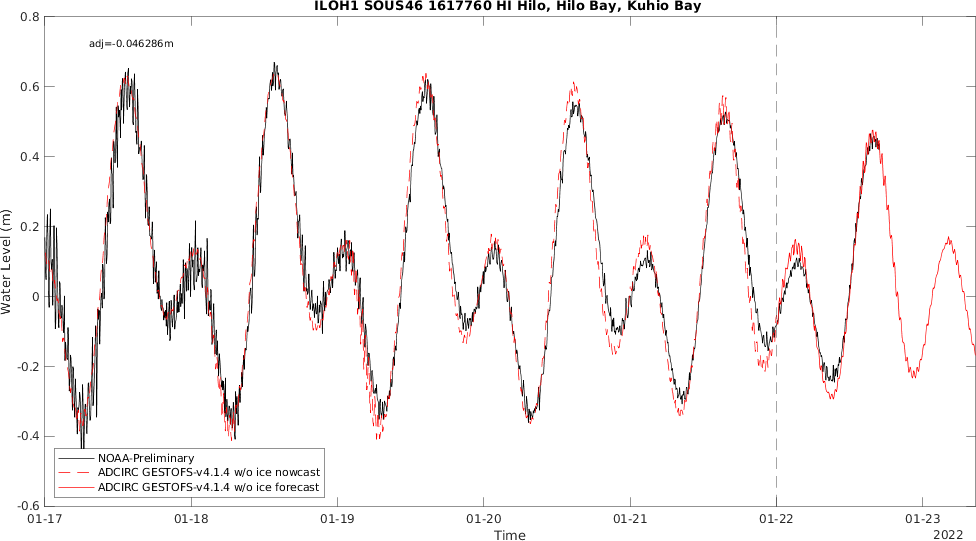 ILOH1 SOUS46 1617760 HI Hilo, Hilo Bay, Kuhio Bay
0.8
adj=-0.046286m
0.6
0.4
0.2
0
-0.2
-0.4
-0.6
Water Level (m)
NOAA-Preliminary
ADCIRC GESTOFS-v4.1.4 w/o ice nowcast
ADCIRC GESTOFS-v4.1.4 w/o ice forecast
01-17 01-18 01-19 01-20 01-21 01-22 01-23
Time
2022